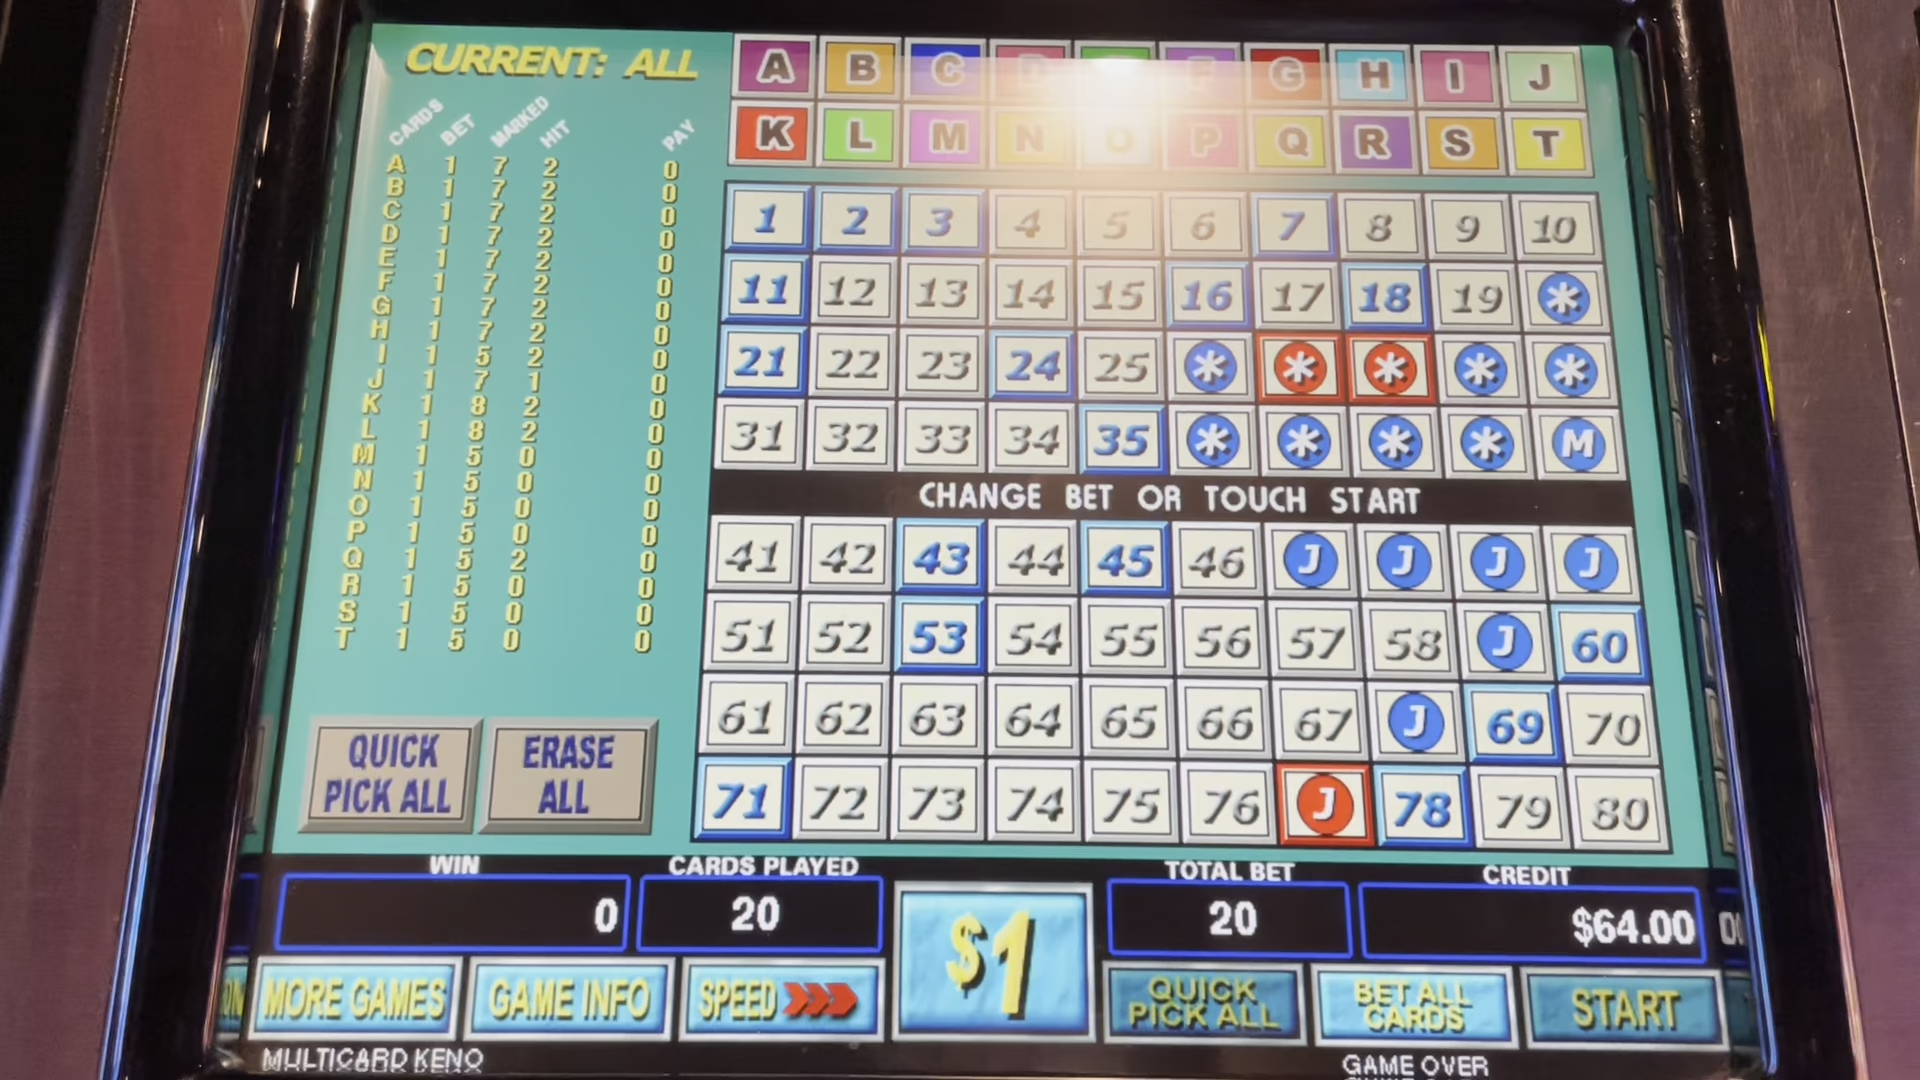 CURRENT: ALL
A B C D F G H I J
K L M N O P Q R S T
CARDS BET MARKED HIT PAY
A 1 7 2 0
B 1 7 2 0
C 1 7 2 0
D 1 7 2 0
E 1 7 2 0
F 1 7 2 0
G 1 7 2 0
H 1 7 2 0
I 1 5 2 0
J 1 7 1 0
K 1 8 2 0
L 1 8 2 0
M 1 5 0 0
N 1 5 0 0
O 1 5 0 0
P 1 5 0 0
Q 1 5 2 0
R 1 5 0 0
S 1 5 0 0
T 1 5 0 0
1 2 3 4 5 6 7 8 9 10
11 12 13 14 15 16 17 18 19 *
21 22 23 24 25 * * * * *
31 32 33 34 35 * * * * M
CHANGE BET OR TOUCH START
41 42 43 44 45 46 J J J J
51 52 53 54 55 56 57 58 J 60
61 62 63 64 65 66 67 J 69 70
71 72 73 74 75 76 J 78 79 80
QUICK PICK ALL
ERASE ALL
WIN CARDS PLAYED TOTAL BET CREDIT
0 20 $1 20 $64.00
MORE GAMES GAME INFO SPEED QUICK PICK ALL BET ALL CARDS START
MULTICARD KENO GAME OVER